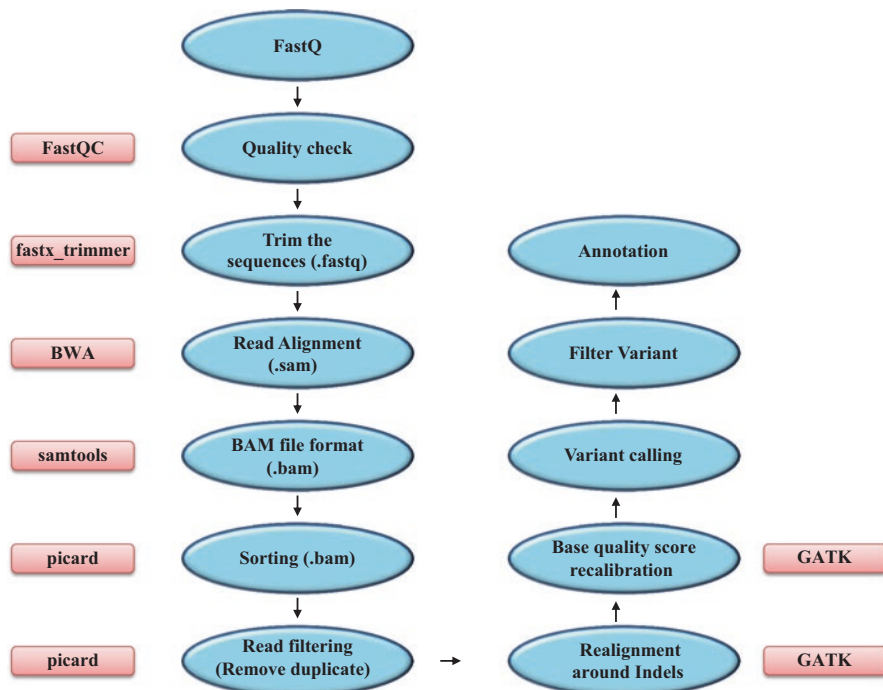 FastQ
FastQC
Quality check
fastx_trimmer
Trim the
sequences (.fastq)
BWA
Read Alignment
(.sam)
samtools
BAM file format
(.bam)
picard
Sorting (.bam)
picard
Read filtering
(Remove duplicate)
Annotation
Filter Variant
Variant calling
Base quality score
recalibration
GATK
Realignment
around Indels
GATK